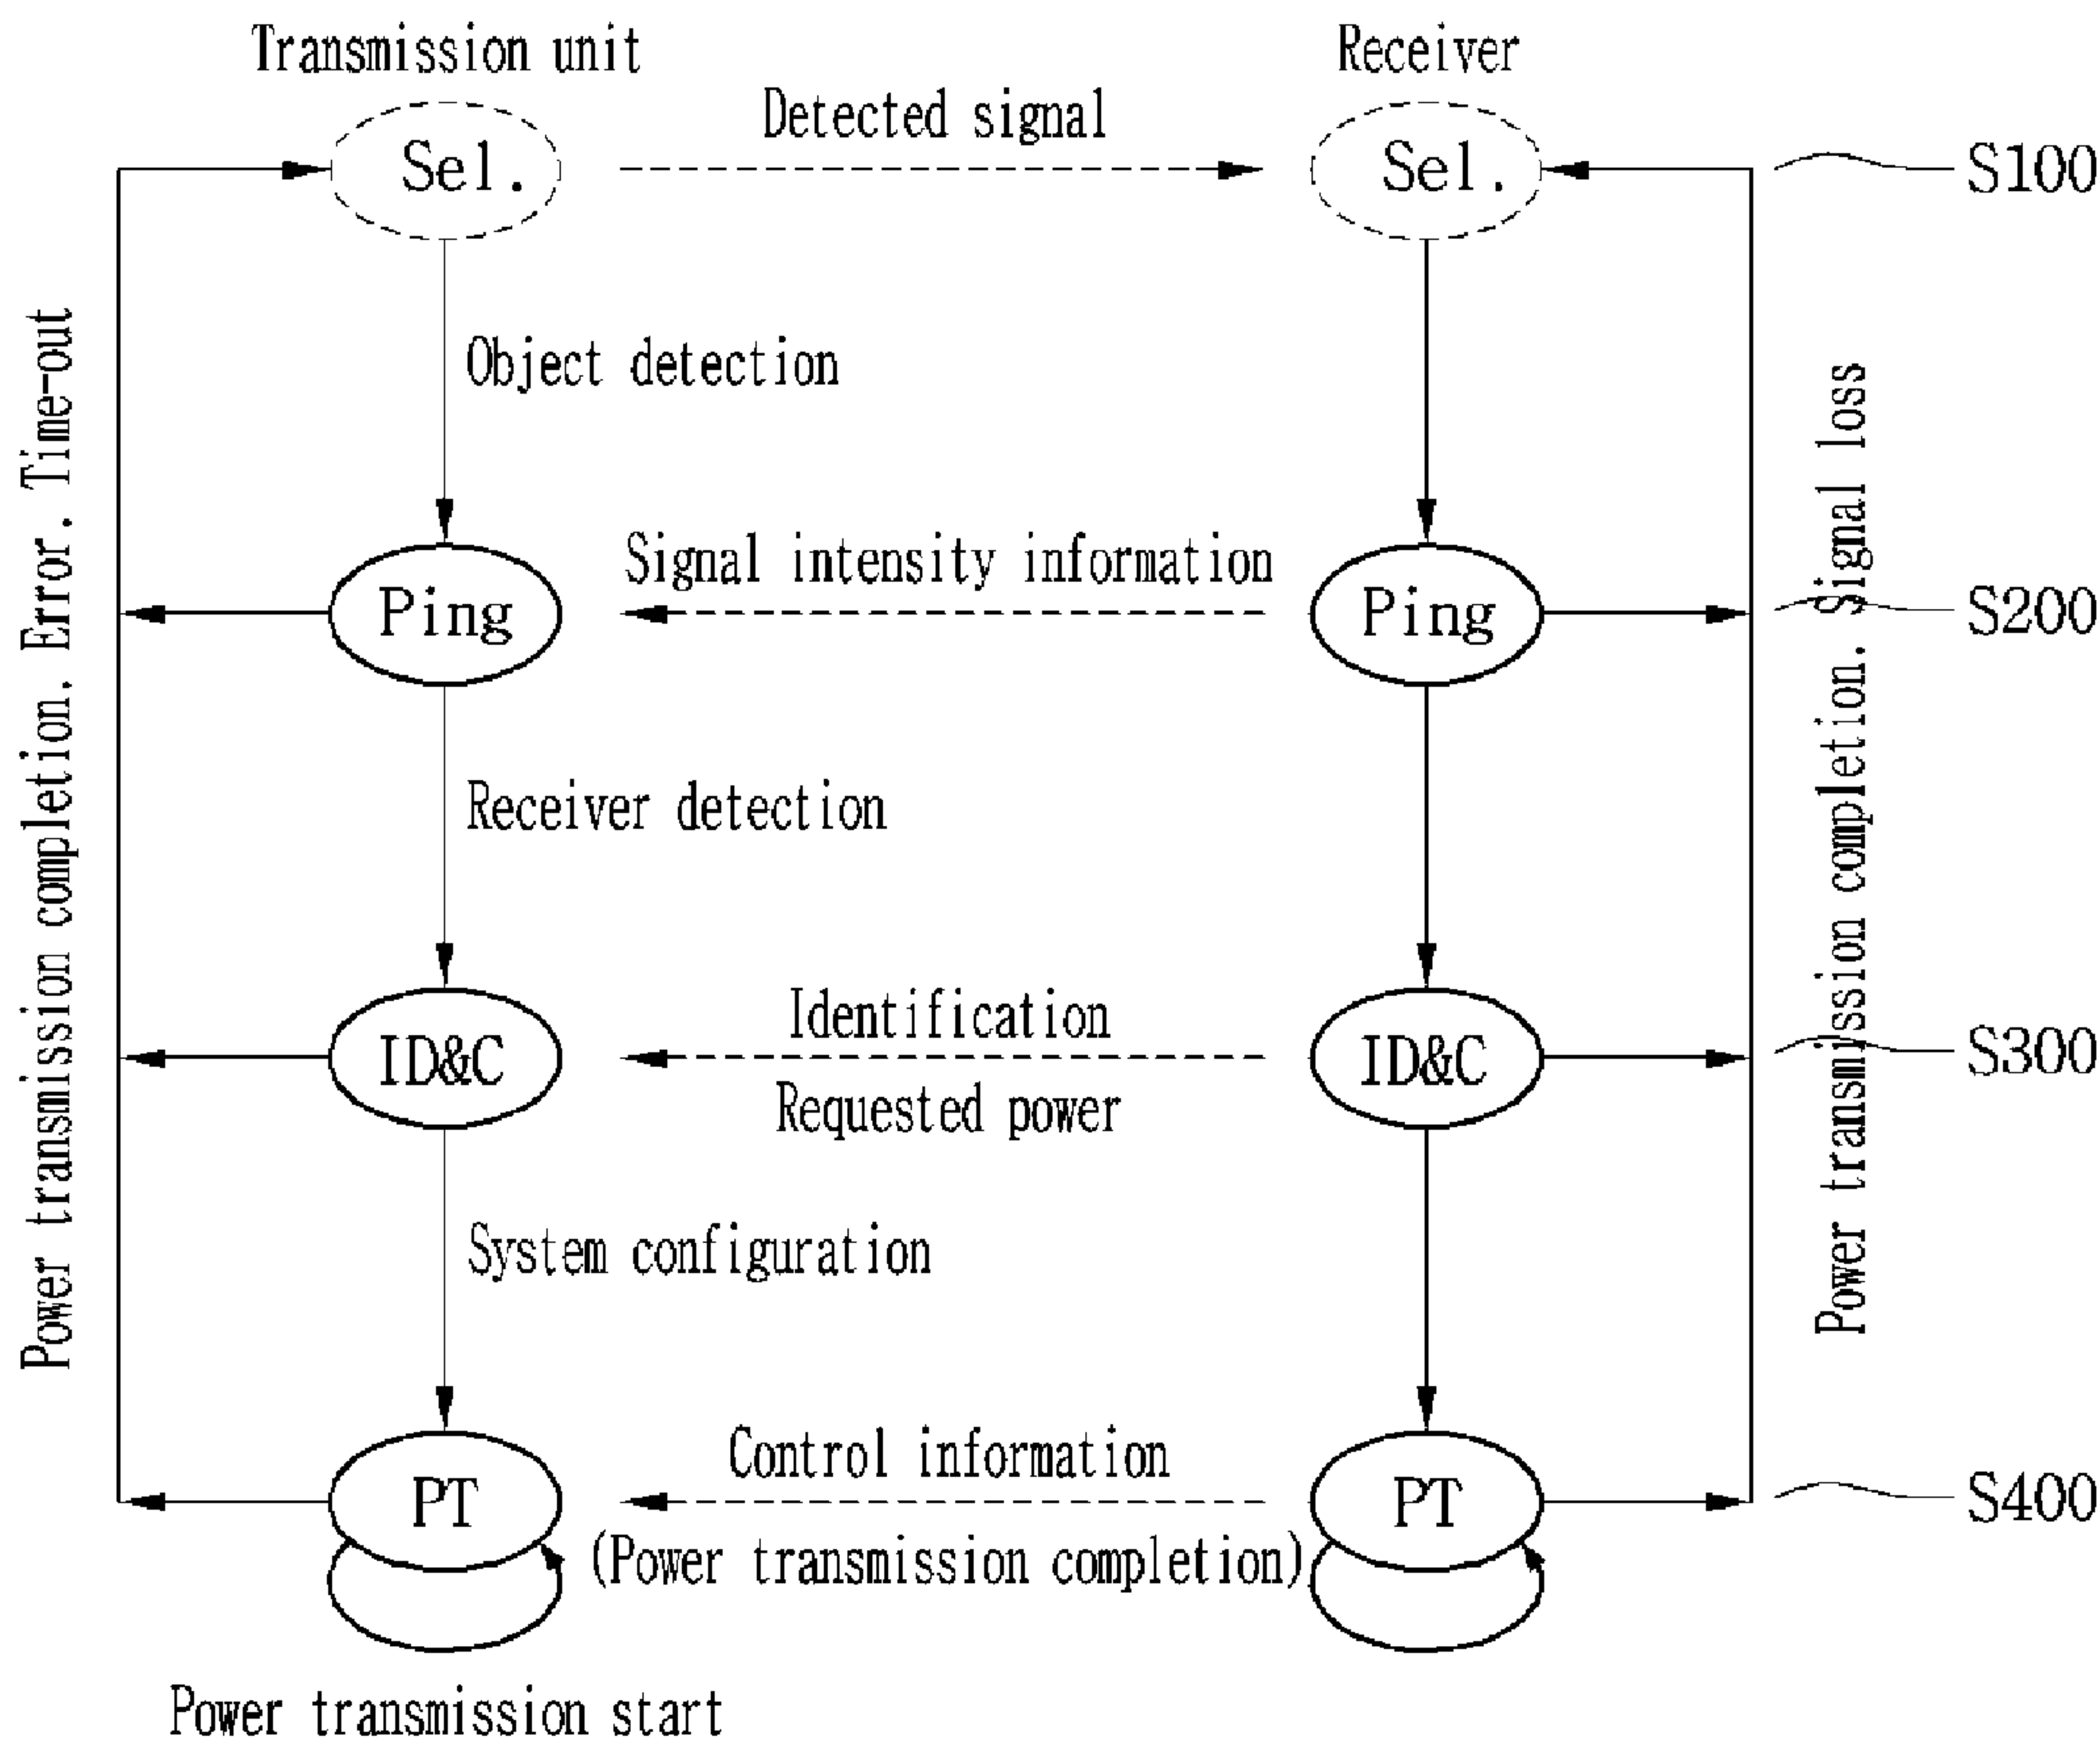 Transmission unit
Receiver
Sel.
Detected signal
Sel.
S100
Object detection
Ping
Signal intensity information
Ping
S200
Receiver detection
ID&C
Identification
Requested power
ID&C
S300
System configuration
PT
Control information
(Power transmission completion)
PT
S400
Power transmission start
Power transmission completion. Error. Time-out
Power transmission completion. Signal loss